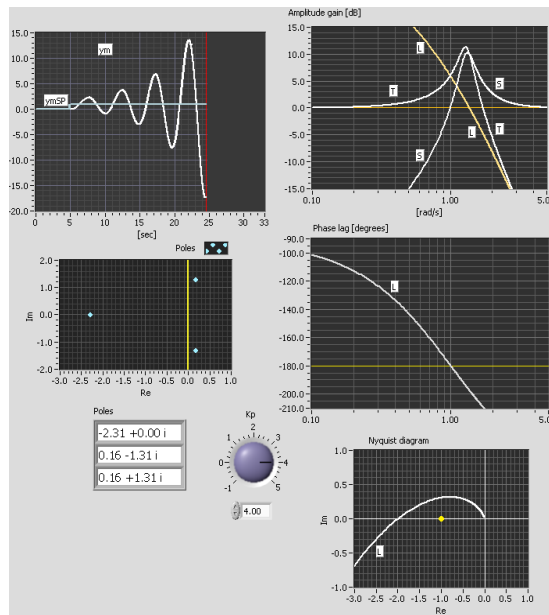 Amplitude gain [dB]
15.0
10.0
5.0
0.0
-5.0
-10.0
-15.0
-20.0
ym
ymSP
0
5
10
15
20
25
30
33
[sec]
15.0
10.0
5.0
0.0
-5.0
-10.0
-15.0
L
T
S
S
L
T
0.10
1.00
5.0
[rad/s]
Poles
2.0
1.0
0.0
-1.0
-2.0
Im
-3.0
-2.5
-2.0
-1.5
-1.0
-0.5
0.0
0.5
1.0
Re
Phase lag [degrees]
-90.0
-100.0
-120.0
-140.0
-160.0
-180.0
-200.0
-210.0
L
0.10
1.00
5.0
Poles
-2.31 +0.00 i
0.16 -1.31 i
0.16 +1.31 i
Kp
-1
0
1
2
3
4
5
4.00
Nyquist diagram
1.0
0.5
0.0
-0.5
-1.0
Im
L
-3.0
-2.5
-2.0
-1.5
-1.0
-0.5
0.0
0.5
1.0
Re